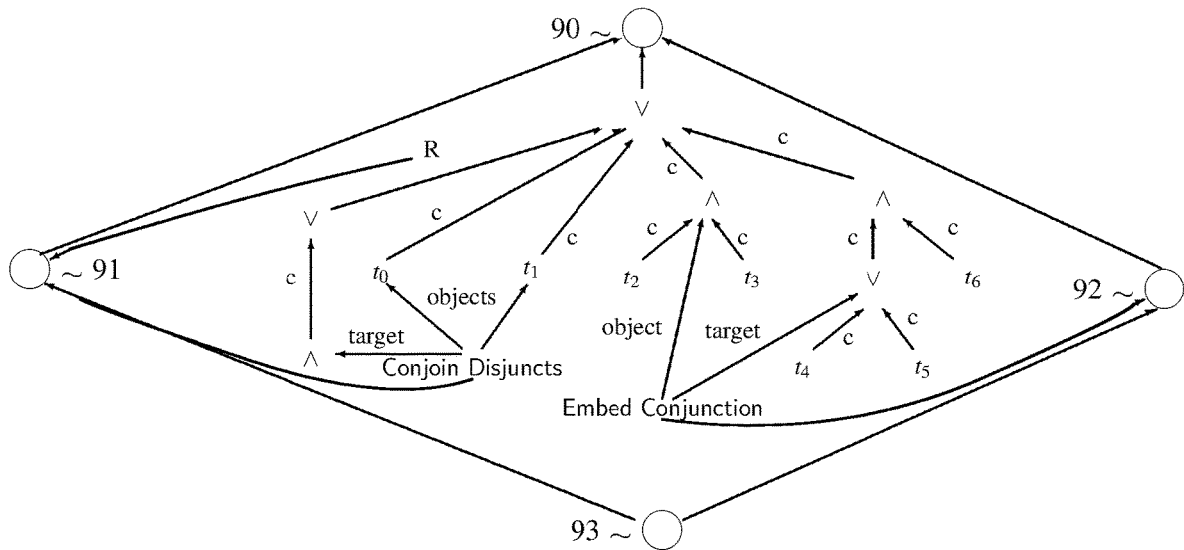 90 ~
∨
c
R
c
∧
∧
∨
c
c
c
c
c
c
~ 91
c
t₀
t₁
t₂
t₃
∨
t₆
92 ~
objects
object
target
c
c
target
∧
Conjoin Disjuncts
t₄
t₅
Embed Conjunction
93 ~